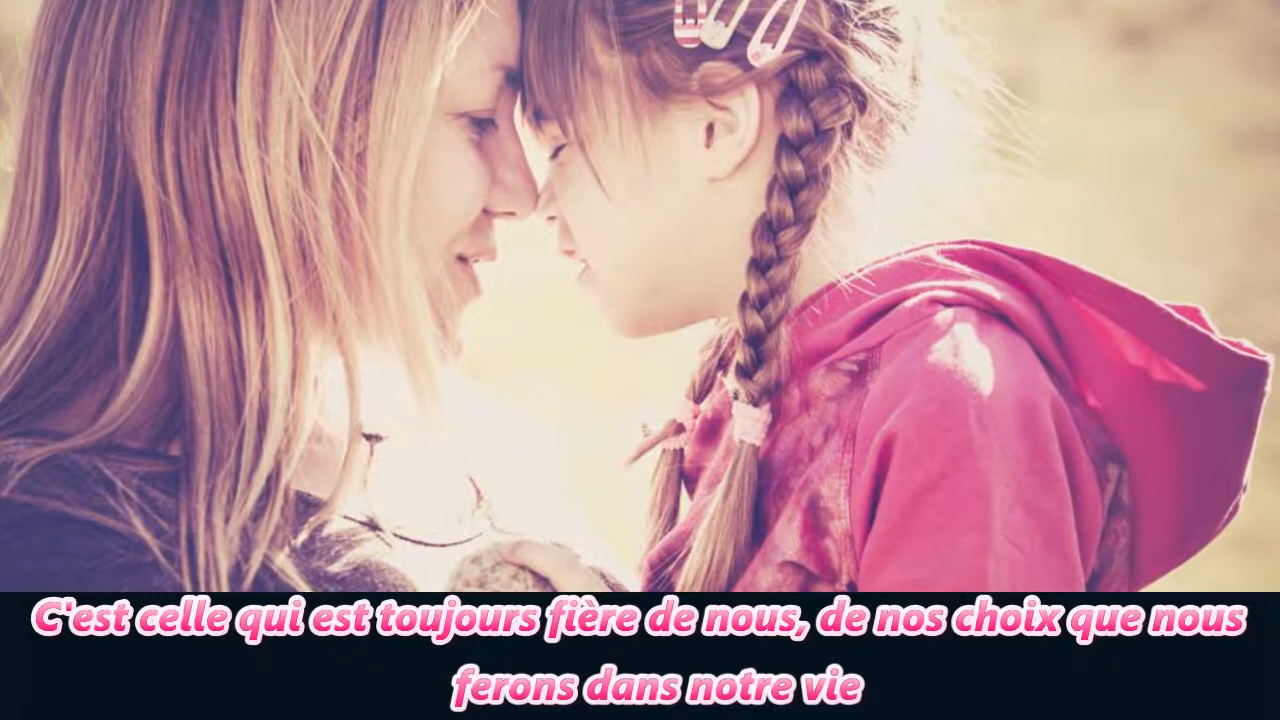 C'est celle qui est toujours fière de nous, de nos choix que nous
ferons dans notre vie